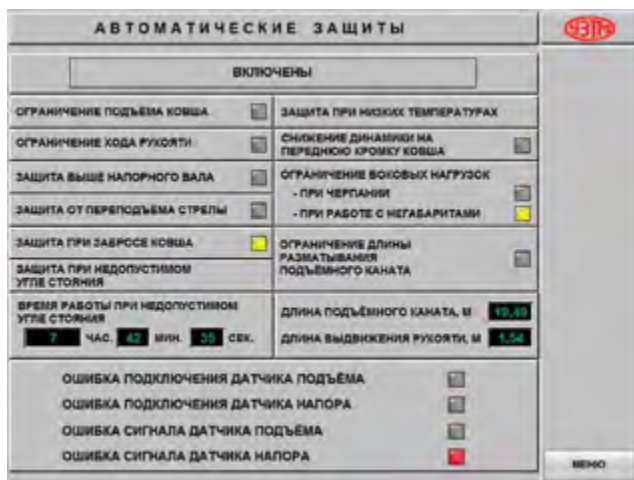 АВТОМАТИЧЕСКИЕ ЗАЩИТЫ
УЗТМ
ВКЛЮЧЕНЫ
ОГРАНИЧЕНИЕ ПОДЪЁМА КОВША
ОГРАНИЧЕНИЕ ХОДА РУКОЯТИ
ЗАЩИТА ВЫШЕ НАПОРНОГО ВАЛА
ЗАЩИТА ОТ ПЕРЕПОДЪЁМА СТРЕЛЫ
ЗАЩИТА ПРИ ЗАБРОСЕ КОВША
ЗАЩИТА ПРИ НЕДОПУСТИМОМ
УГЛЕ СТОЯНИЯ
ЗАЩИТА ПРИ НИЗКИХ ТЕМПЕРАТУРАХ
СНИЖЕНИЕ ДИНАМИКИ НА
ПЕРЕДНЮЮ КРОМКУ КОВША
ОГРАНИЧЕНИЕ БОКОВЫХ НАГРУЗОК
- ПРИ ЧЕРПАНИИ
- ПРИ РАБОТЕ С НЕГАБАРИТАМИ
ОГРАНИЧЕНИЕ ДЛИНЫ
РАЗМАТЫВАНИЯ
ПОДЪЁМНОГО КАНАТА
ВРЕМЯ РАБОТЫ ПРИ НЕДОПУСТИМОМ
УГЛЕ СТОЯНИЯ
7 ЧАС. 42 МИН. 35 СЕК.
ДЛИНА ПОДЪЁМНОГО КАНАТА, М 19,49
ДЛИНА ВЫДВИЖЕНИЯ РУКОЯТИ, М 1,54
ОШИБКА ПОДКЛЮЧЕНИЯ ДАТЧИКА ПОДЪЁМА
ОШИБКА ПОДКЛЮЧЕНИЯ ДАТЧИКА НАПОРА
ОШИБКА СИГНАЛА ДАТЧИКА ПОДЪЁМА
ОШИБКА СИГНАЛА ДАТЧИКА НАПОРА
МЕНЮ